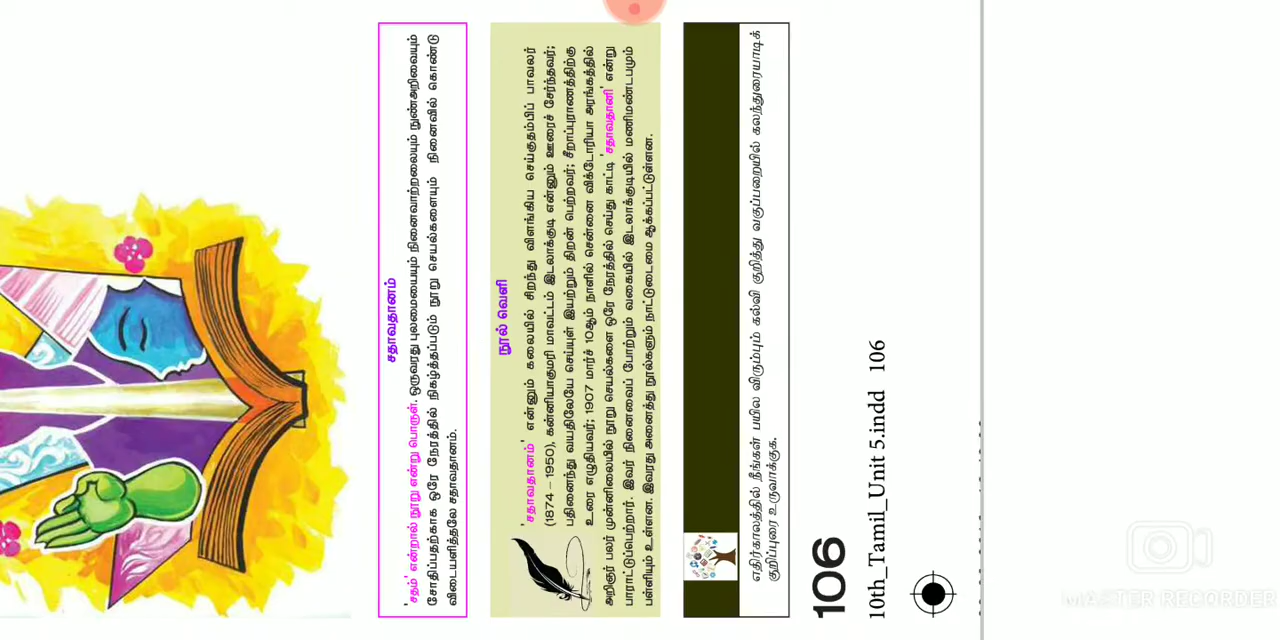 சதாவதானம்
'சதம்' என்றால் நூறு என்று பொருள். ஒருவரது புலமையையும் நினைவாற்றலையும் நுண்அறிவையும்
சோதிப்பதற்காக ஒரே நேரத்தில் நிகழ்த்தப்படும் நூறு செயல்களையும் நினைவில் கொண்டு
விடையளித்தலே சதாவதானம்.
நூல் வெளி
'சதாவதானம்' என்னும் கலையில் சிறந்து விளங்கிய செய்குதம்பிப் பாவலர்
(1874 – 1950), கன்னியாகுமரி மாவட்டம் இடலாக்குடி என்னும் ஊரைச் சேர்ந்தவர்;
பதினைந்து வயதிலேயே செய்யுள் இயற்றும் திறன் பெற்றவர்; சீறாப்புராணத்திற்கு
உரை எழுதியவர்; 1907 மார்ச் 10ஆம் நாளில் சென்னை விக்டோரியா அரங்கத்தில்
அறிஞர் பலர் முன்னிலையில் நூறு செயல்களை ஒரே நேரத்தில் செய்து காட்டி 'சதாவதானி' என்று
பாராட்டுப்பெற்றார். இவர் நினைவைப் போற்றும் வகையில் இடலாக்குடியில் மணிமண்டபமும்
பள்ளியும் உள்ளன. இவரது அனைத்து நூல்களும் நாட்டுடைமை ஆக்கப்பட்டுள்ளன.
எதிர்காலத்தில் நீங்கள் பயில விரும்பும் கல்வி குறித்து வகுப்பறையில் கலந்துரையாடிக்
குறிப்புரை உருவாக்குக.
106
10th_Tamil_Unit 5.indd 106
MASTER RECORDER